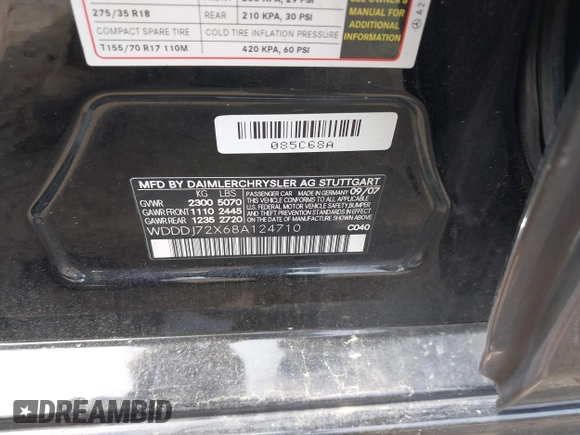 275/35 R18
REAR 210 KPA, 30 PSI
COMPACT SPARE TIRE
COLD TIRE INFLATION PRESSURE
T155/70 R17 110M
420 KPA, 60 PSI
SEE OWNER'S
MANUAL FOR
ADDITIONAL
INFORMATION
A 2
085C68A
MFD BY DAIMLERCHRYSLER AG STUTTGART
KG LBS
GVWR 2300 5070
GAWR FRONT 1110 2445
GAWR REAR 1235 2720
PASSENGER CAR MADE IN GERMANY 09/07
THIS VEHICLE CONFORMS TO ALL APPLICABLE
U.S. FEDERAL MOTOR VEHICLE SAFETY, BUMPER,
AND THEFT PREVENTION STANDARDS IN EFFECT
ON THE DATE OF MANUFACTURE SHOWN ABOVE.
WDDDJ72X68A124710 C040
DREAMBID